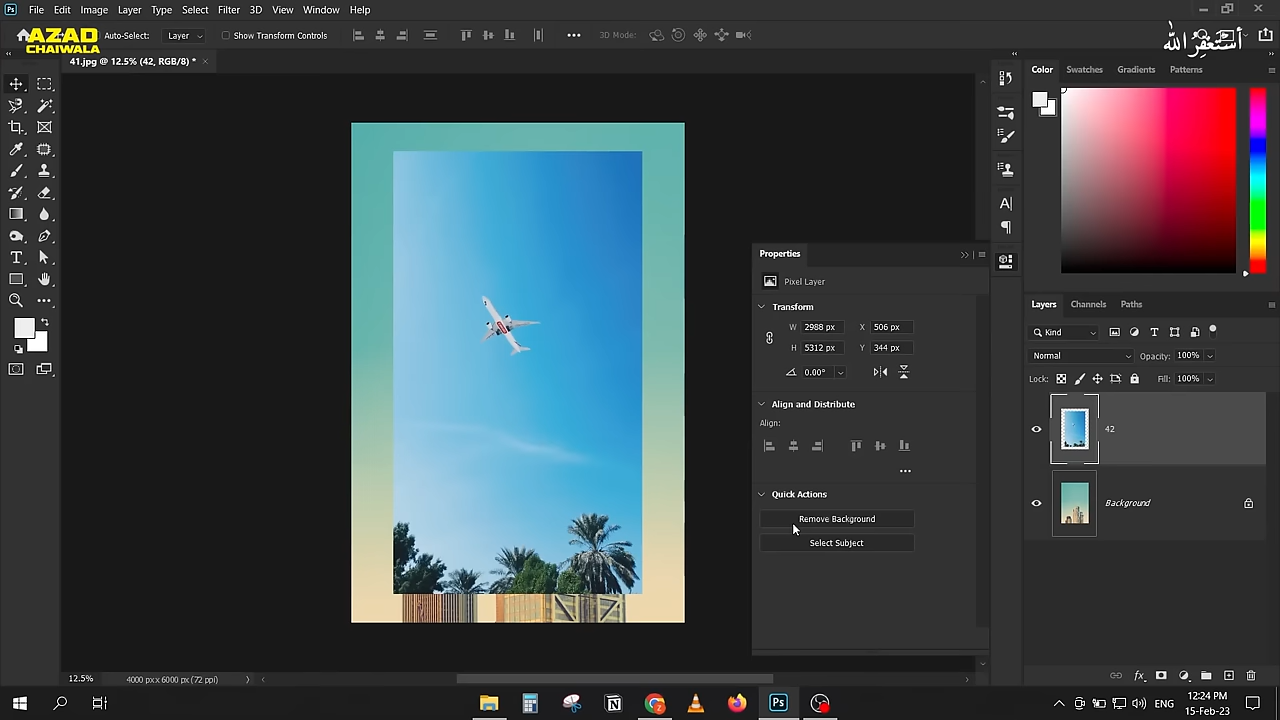 Ps File Edit Image Layer Type Select Filter 3D View Window Help
AZAD
CHAIWALA
Auto-Select: Layer Show Transform Controls 3D Mode:
أستغفر الله
41.jpg @ 12.5% (42, RGB/8) * ×
Color Swatches Gradients Patterns
Properties
Pixel Layer
Transform
W 2988 px X 506 px
H 5312 px Y 344 px
0.00°
Align and Distribute
Align:
Quick Actions
Remove Background
Select Subject
Layers Channels Paths
Kind
Normal Opacity: 100%
Lock: Fill: 100%
42
Background
12.5% 4000 px x 6000 px (72 ppi)
Ps ENG 12:24 PM
15-Feb-23